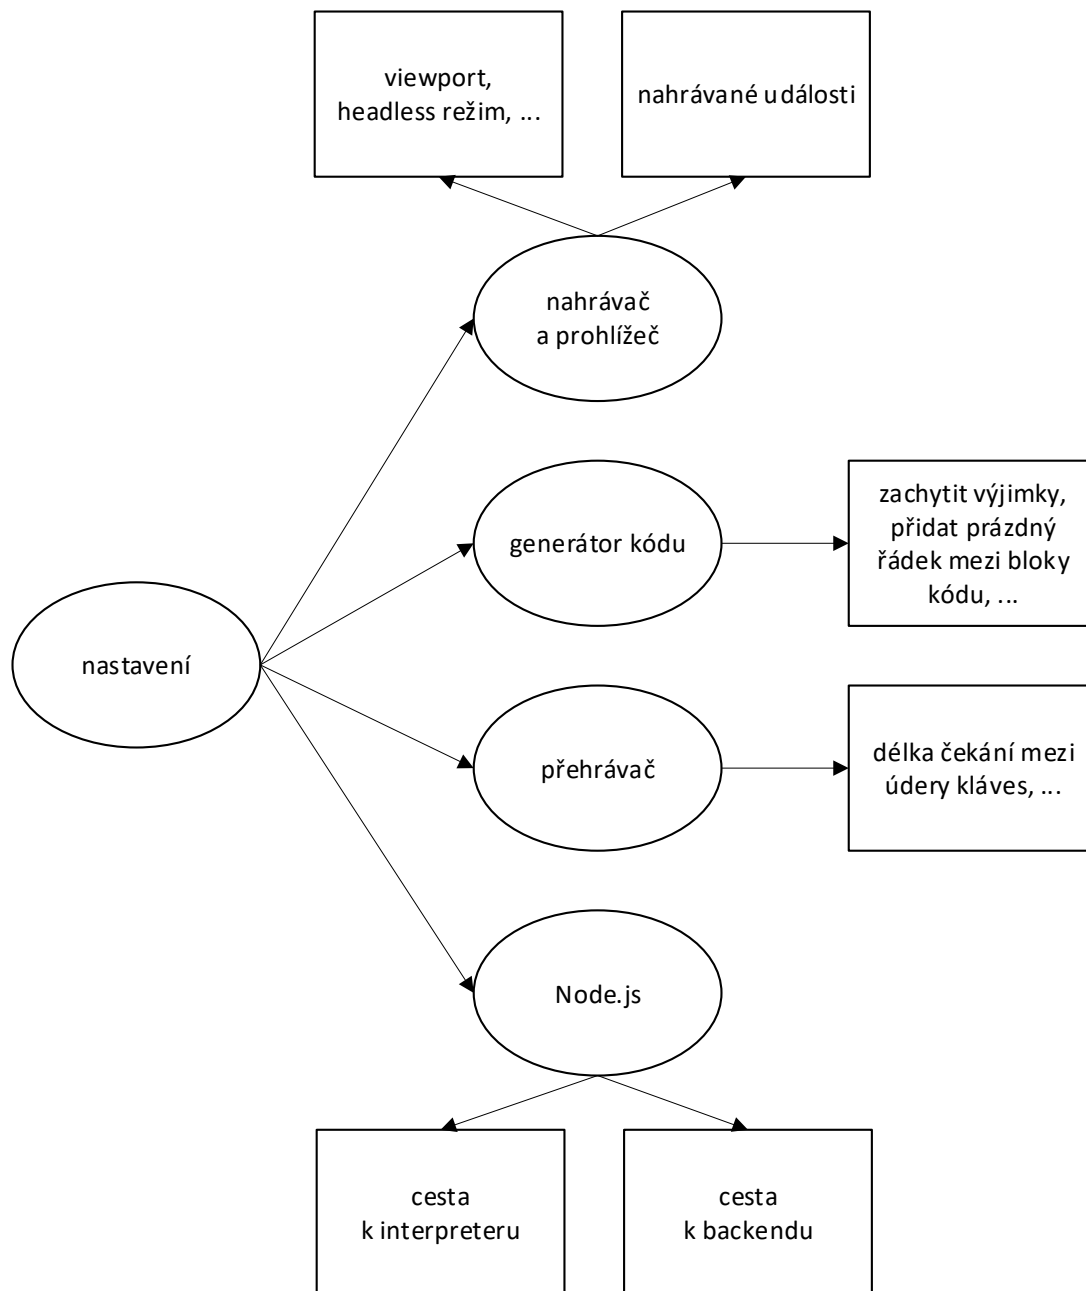 viewport,
headless režim, ...
nahrávané události
nahrávač
a prohlížeč
generátor kódu
zachytit výjimky,
přidat prázdný
řádek mezi bloky
kódu, ...
nastavení
přehrávač
délka čekání mezi
údery kláves, ...
Node.js
cesta
k interpreteru
cesta
k backendu